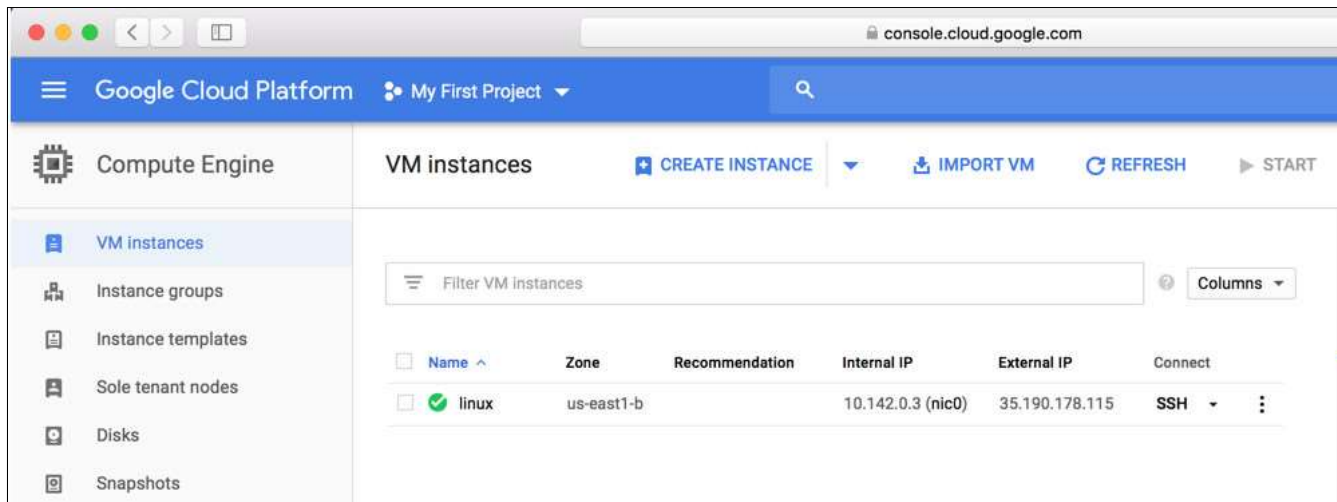 console.cloud.google.com
Google Cloud Platform My First Project
Compute Engine VM instances CREATE INSTANCE IMPORT VM REFRESH START
VM instances
Instance groups
Instance templates
Sole tenant nodes
Disks
Snapshots
Filter VM instances Columns
Name Zone Recommendation Internal IP External IP Connect
linux us-east1-b 10.142.0.3 (nic0) 35.190.178.115 SSH